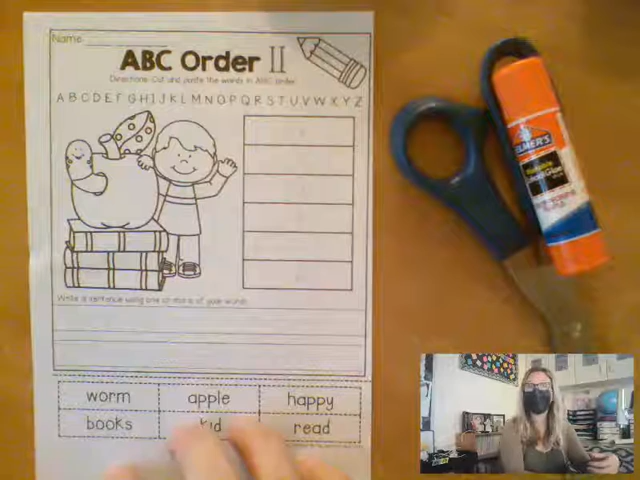 Name
ABC Order II
Directions: Cut and paste the words in ABC order.
A B C D E F G H I J K L M N O P Q R S T U V W X Y Z
Write a sentence using one or more of your words.
worm apple happy
books kid read
ELMER'S